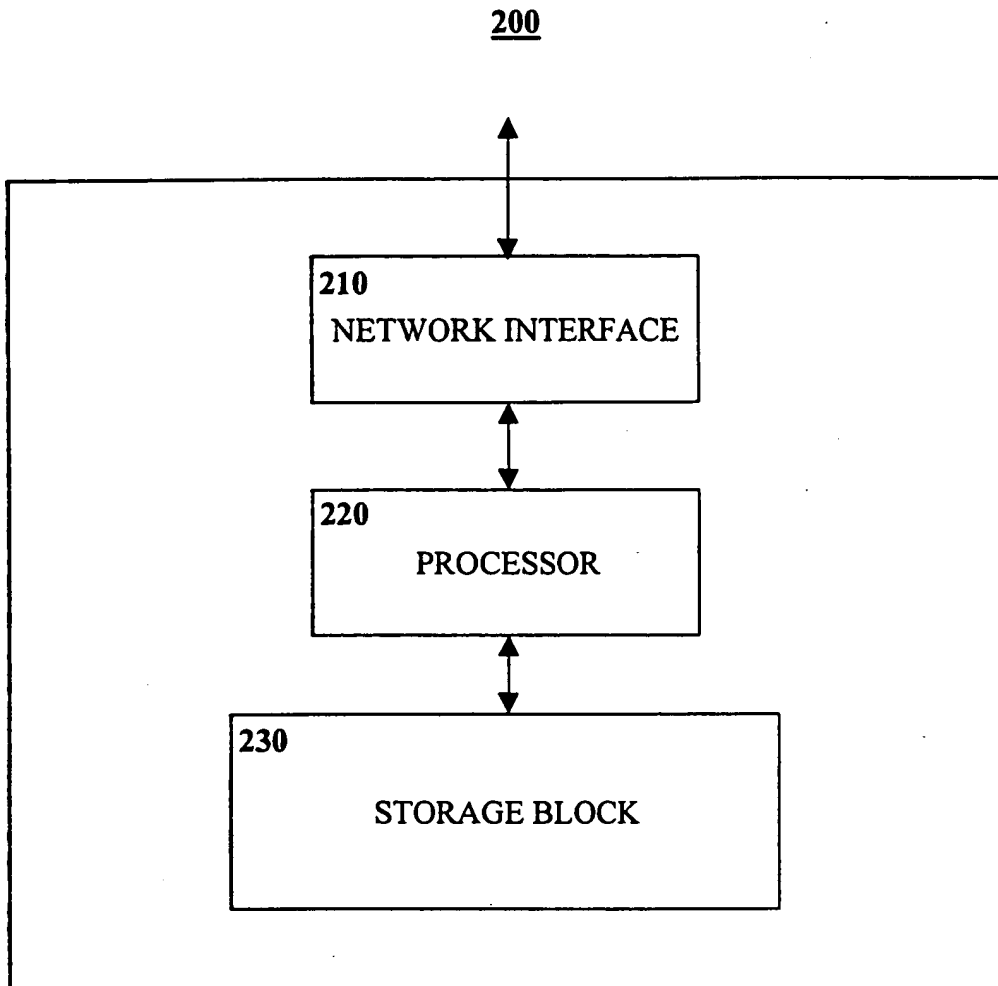 200
210
NETWORK INTERFACE
220
PROCESSOR
230
STORAGE BLOCK